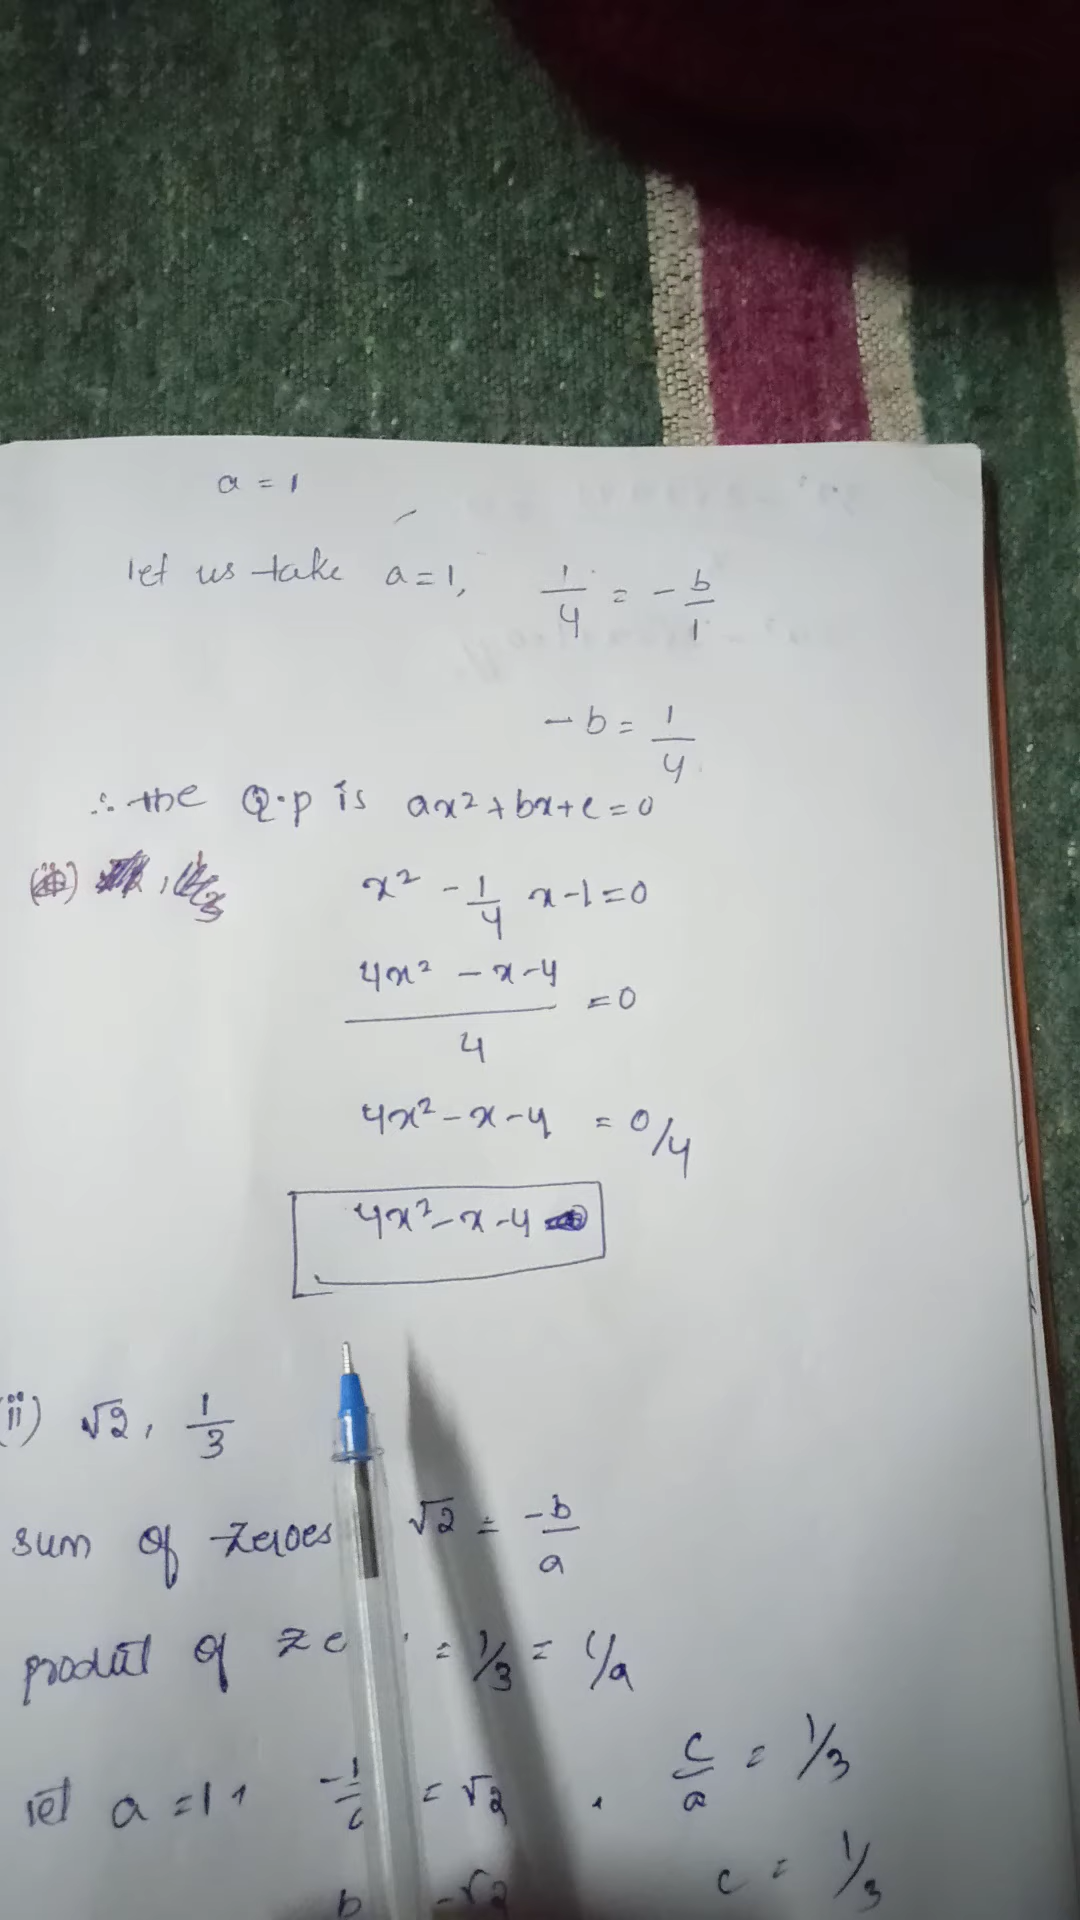 a = 1
let us take a = 1, 1/4 = - b/1
- b = 1/4
∴ the Q.p is ax² + bx + c = 0
x² - 1/4 x - 1 = 0
4x² - x - 4 / 4 = 0
4x² - x - 4 = 0/4
4x² - x - 4
(ii) √2, 1/3
sum of zeroes √2 = -b/a
of ze = 1/3 = c/a
let a = 1, = √2, c/a = 1/3
b -√2 c = 1/3